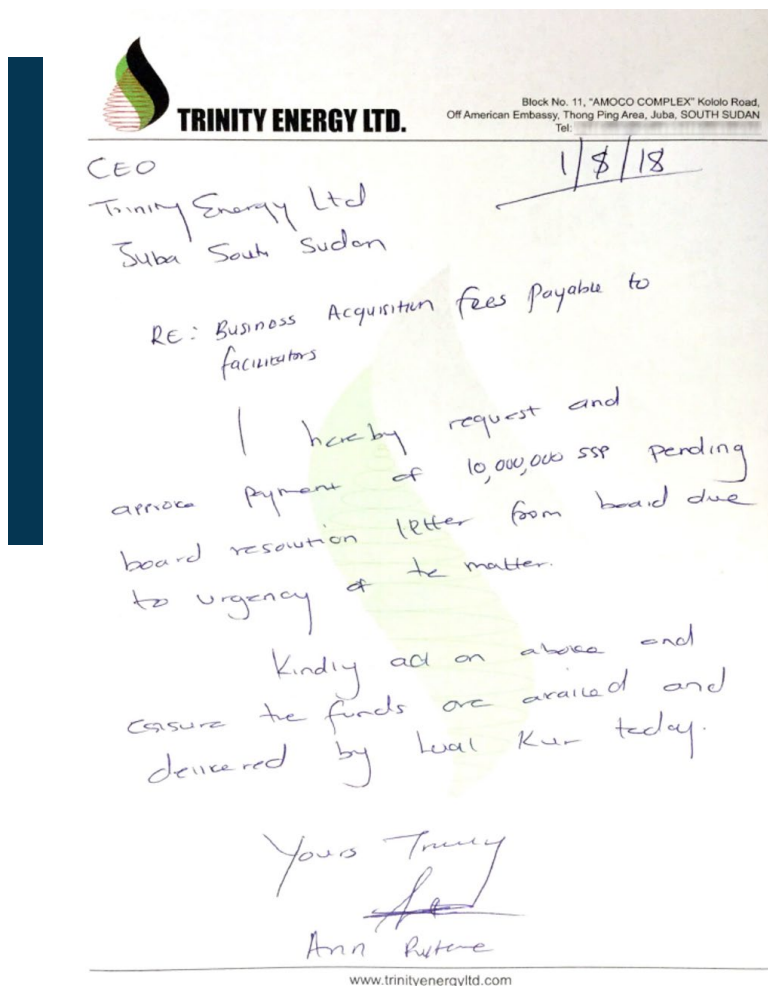 TRINITY ENERGY LTD.
Block No. 11, "AMOCO COMPLEX" Kololo Road,
Off American Embassy, Thong Ping Area, Juba, SOUTH SUDAN
Tel:
1/8/18
CEO
Trinity Energy Ltd
Juba South Sudan
RE: Business Acquisition fees payable to
facilitators
I hereby request and
approve payment of 10,000,000 SSP pending
board resolution letter from board due
to urgency of the matter.
Kindly act on above and
ensure the funds are availed and
delivered by Lual Kur today.
Yours Truly
Ann
www.trinityenergyltd.com